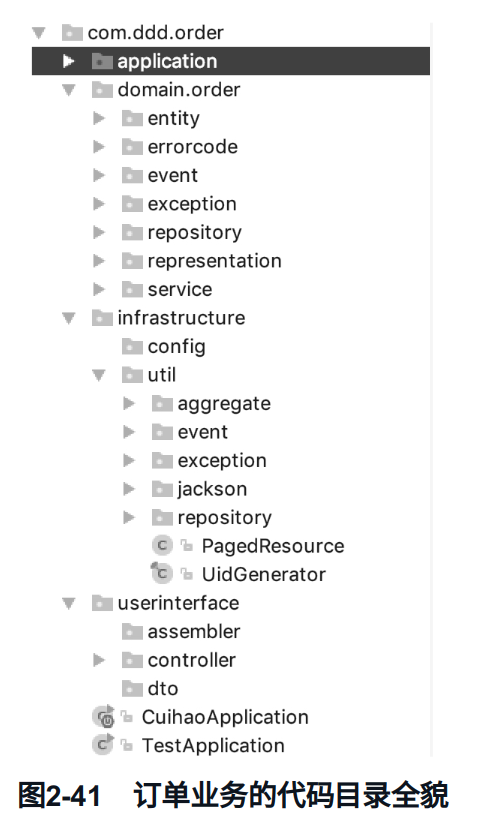 com.ddd.order
application
domain.order
entity
errorcode
event
exception
repository
representation
service
infrastructure
config
util
aggregate
event
exception
jackson
repository
PagedResource
UidGenerator
userinterface
assembler
controller
dto
CuihaoApplication
TestApplication
图2-41 订单业务的代码目录全貌